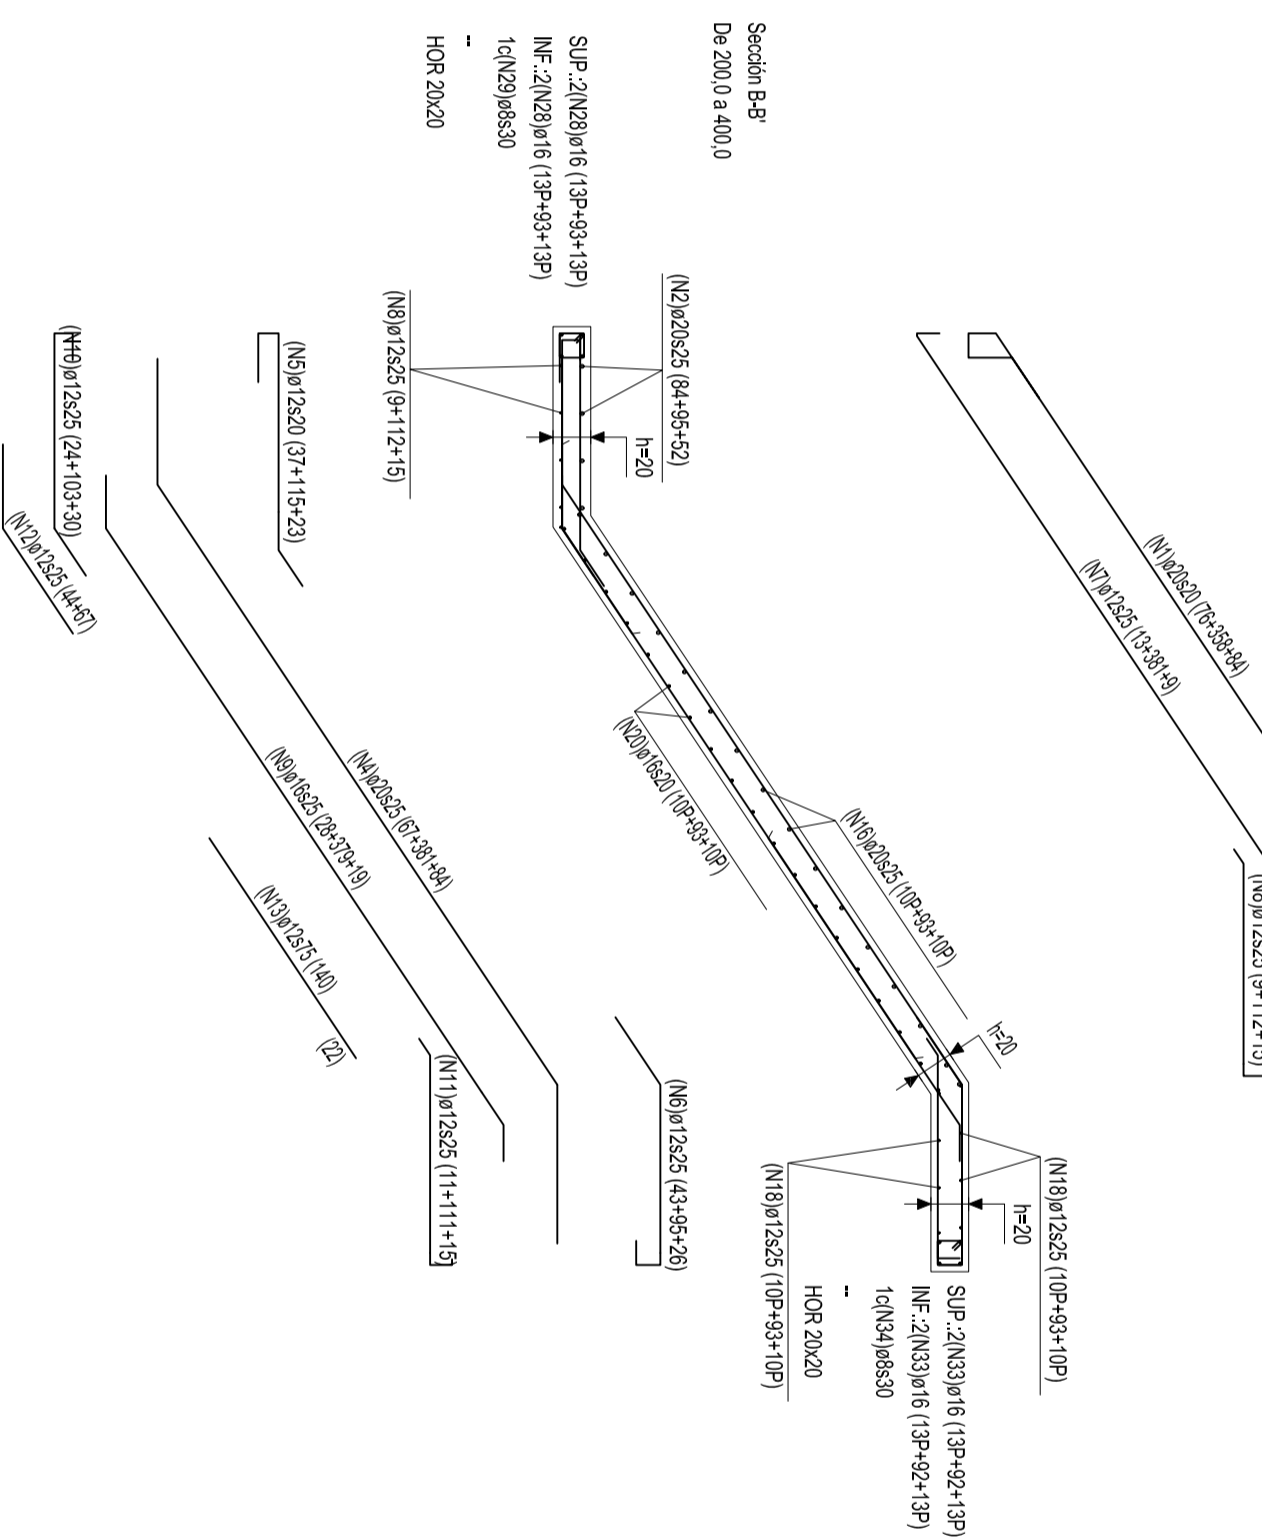 Sección B-B'
De 200,0 a 400,0
SUP.:2(N28)ø16 (13P+93+13P)
INF.:2(N28)ø16 (13P+93+13P)
1c(N29)ø8s30
--
HOR 20x20
(N2)ø20s25 (84+95+52)
(N8)ø12s25 (9+112+15)
h=20
(N1)ø20s20 (76+358+84)
(N7)ø12s25 (13+381+9)
(N8)ø12s25 (9+112+15)
(N16)ø20s25 (10P+93+10P)
(N20)ø16s20 (10P+93+10P)
h=20
h=20
(N18)ø12s25 (10P+93+10P)
(N18)ø12s25 (10P+93+10P)
SUP.:2(N33)ø16 (13P+92+13P)
INF.:2(N33)ø16 (13P+92+13P)
1c(N34)ø8s30
--
HOR 20x20
(N5)ø12s20 (37+115+23)
(N10)ø12s25 (24+103+30)
(N12)ø12s25 (44+67)
(N4)ø20s25 (67+381+84)
(N9)ø16s25 (28+379+19)
(N13)ø12s75 (140)
(22)
(N6)ø12s25 (43+95+26)
(N11)ø12s25 (11+111+15)